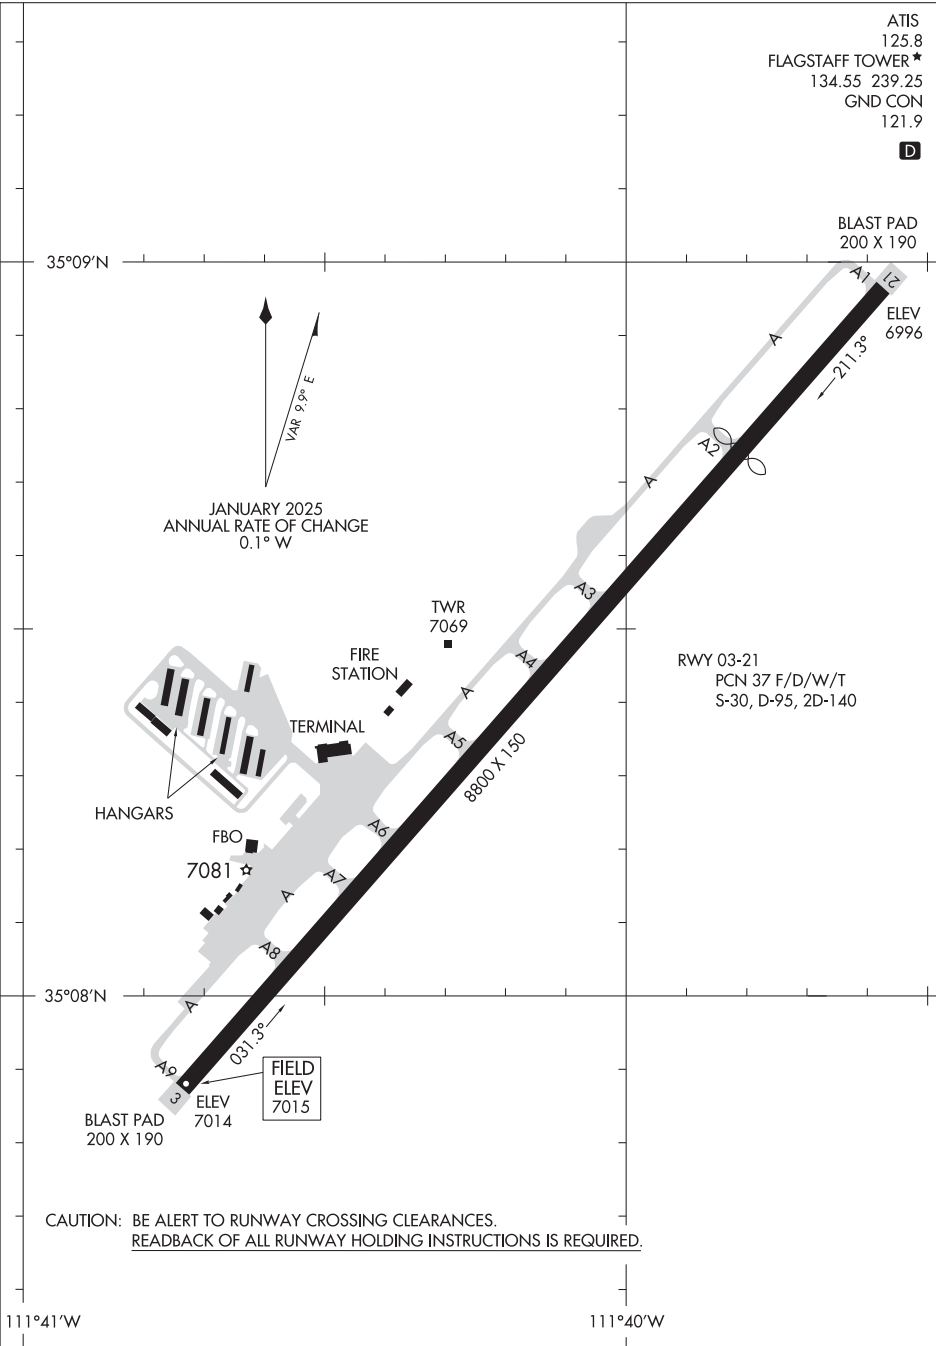 ATIS
125.8
FLAGSTAFF TOWER★
134.55 239.25
GND CON
121.9
D
BLAST PAD
200 X 190
35°09'N
A1
21
ELEV
6996
A
211.3°
VAR 9.9° E
A2
A
JANUARY 2025
ANNUAL RATE OF CHANGE
0.1° W
A3
TWR
7069
FIRE
STATION
A4
RWY 03-21
PCN 37 F/D/W/T
S-30, D-95, 2D-140
A
TERMINAL
A5
8800 X 150
HANGARS
A6
FBO
7081
A7
A
A8
35°08'N
A
031.3°
A9
FIELD
ELEV
7015
3
ELEV
7014
BLAST PAD
200 X 190
CAUTION: BE ALERT TO RUNWAY CROSSING CLEARANCES.
READBACK OF ALL RUNWAY HOLDING INSTRUCTIONS IS REQUIRED.
111°41'W
111°40'W